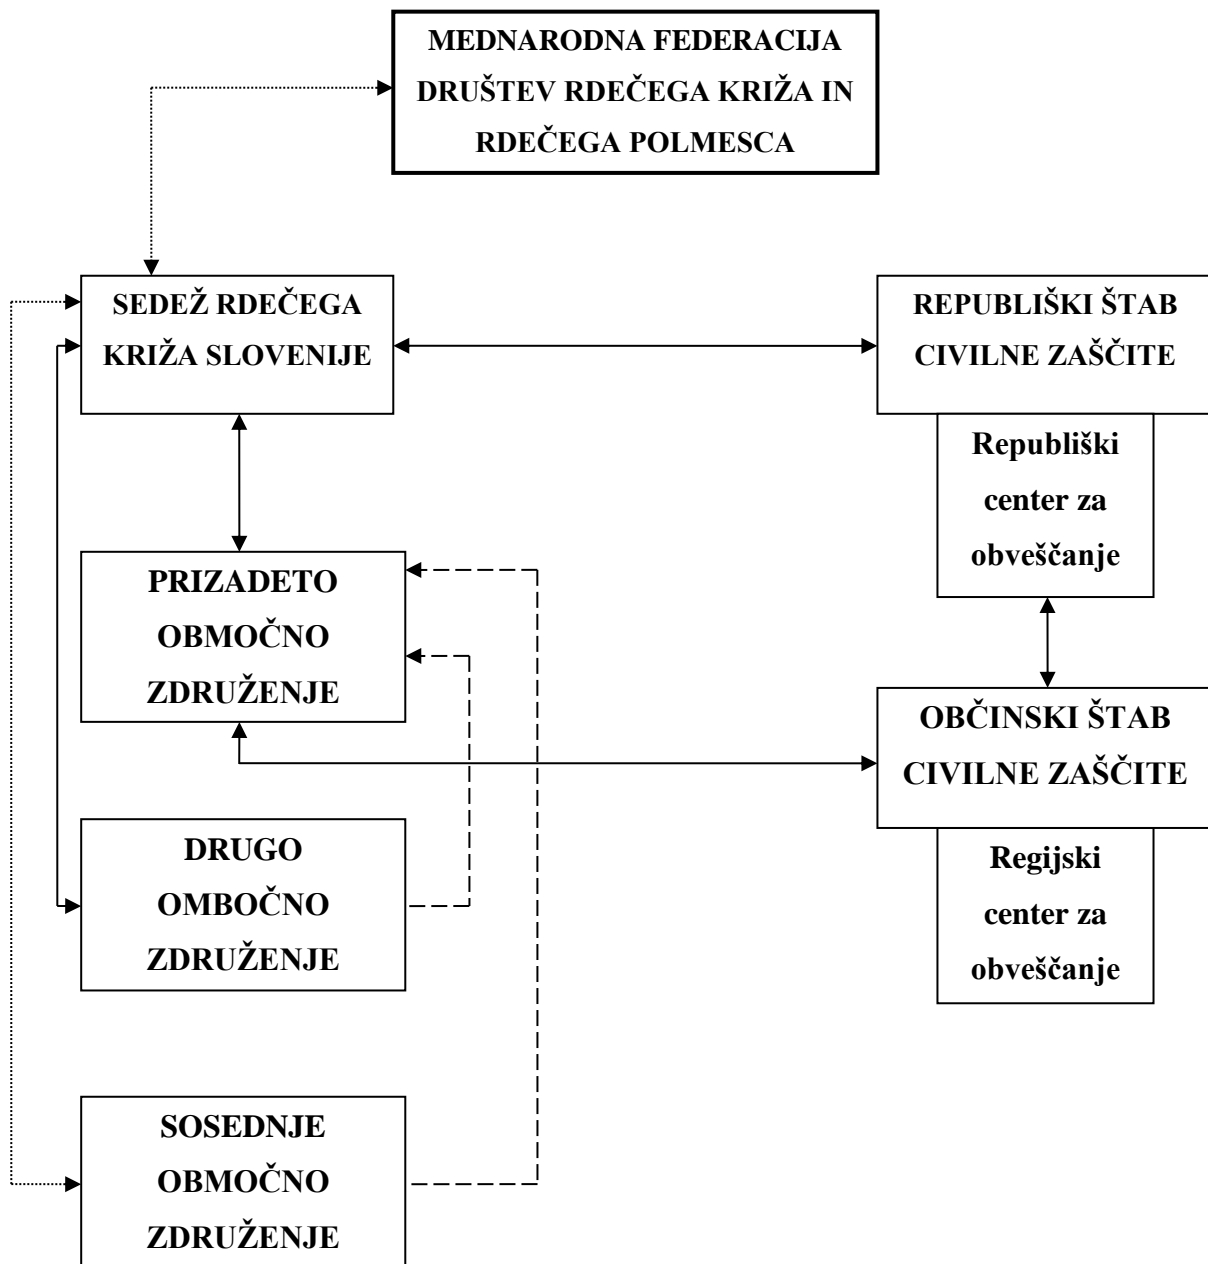 MEDNARODNA FEDERACIJA
DRUŠTEV RDEČEGA KRIŽA IN
RDEČEGA POLMESCA
SEDEŽ RDEČEGA
KRIŽA SLOVENIJE
REPUBLIŠKI ŠTAB
CIVILNE ZAŠČITE
Republiški
center za
obveščanje
PRIZADETO
OBMOČNO
ZDRUŽENJE
OBČINSKI ŠTAB
CIVILNE ZAŠČITE
DRUGO
OMBOČNO
ZDRUŽENJE
Regijski
center za
obveščanje
SOSEDNJE
OBMOČNO
ZDRUŽENJE